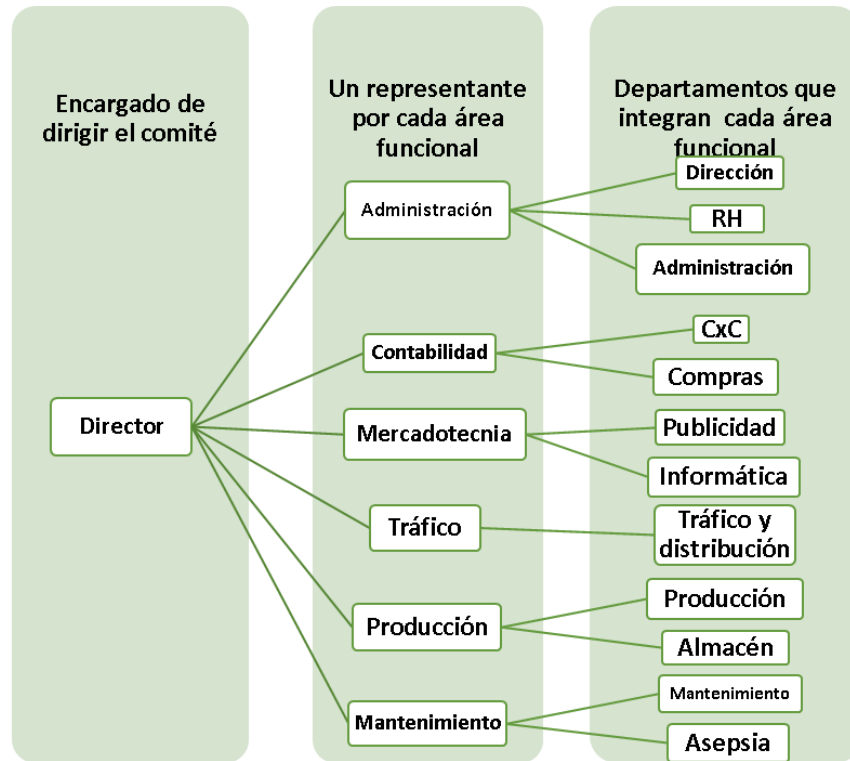 Encargado de
dirigir el comité
Un representante
por cada área
funcional
Departamentos que
integran cada área
funcional
Director
Administración
Contabilidad
Mercadotecnia
Tráfico
Producción
Mantenimiento
Dirección
RH
Administración
CxC
Compras
Publicidad
Informática
Tráfico y
distribución
Producción
Almacén
Mantenimiento
Asepsia